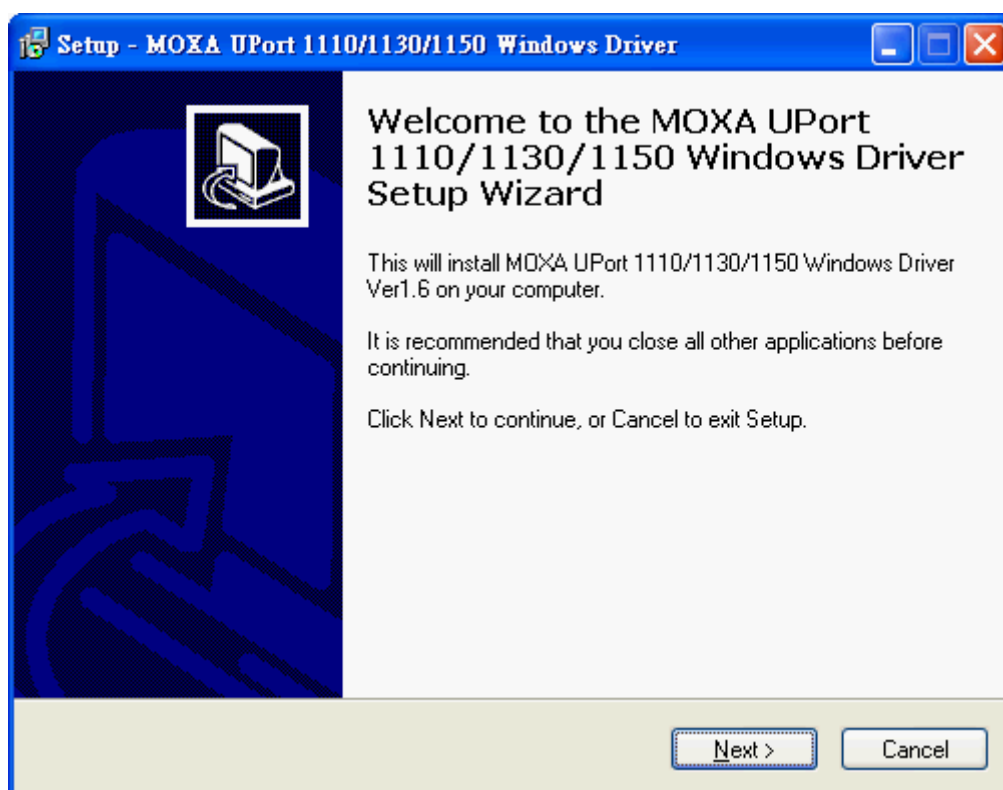 Setup - MOXA UPort 1110/1130/1150 Windows Driver
Welcome to the MOXA UPort
1110/1130/1150 Windows Driver
Setup Wizard
This will install MOXA UPort 1110/1130/1150 Windows Driver
Ver1.6 on your computer.
It is recommended that you close all other applications before
continuing.
Click Next to continue, or Cancel to exit Setup.
Next >
Cancel